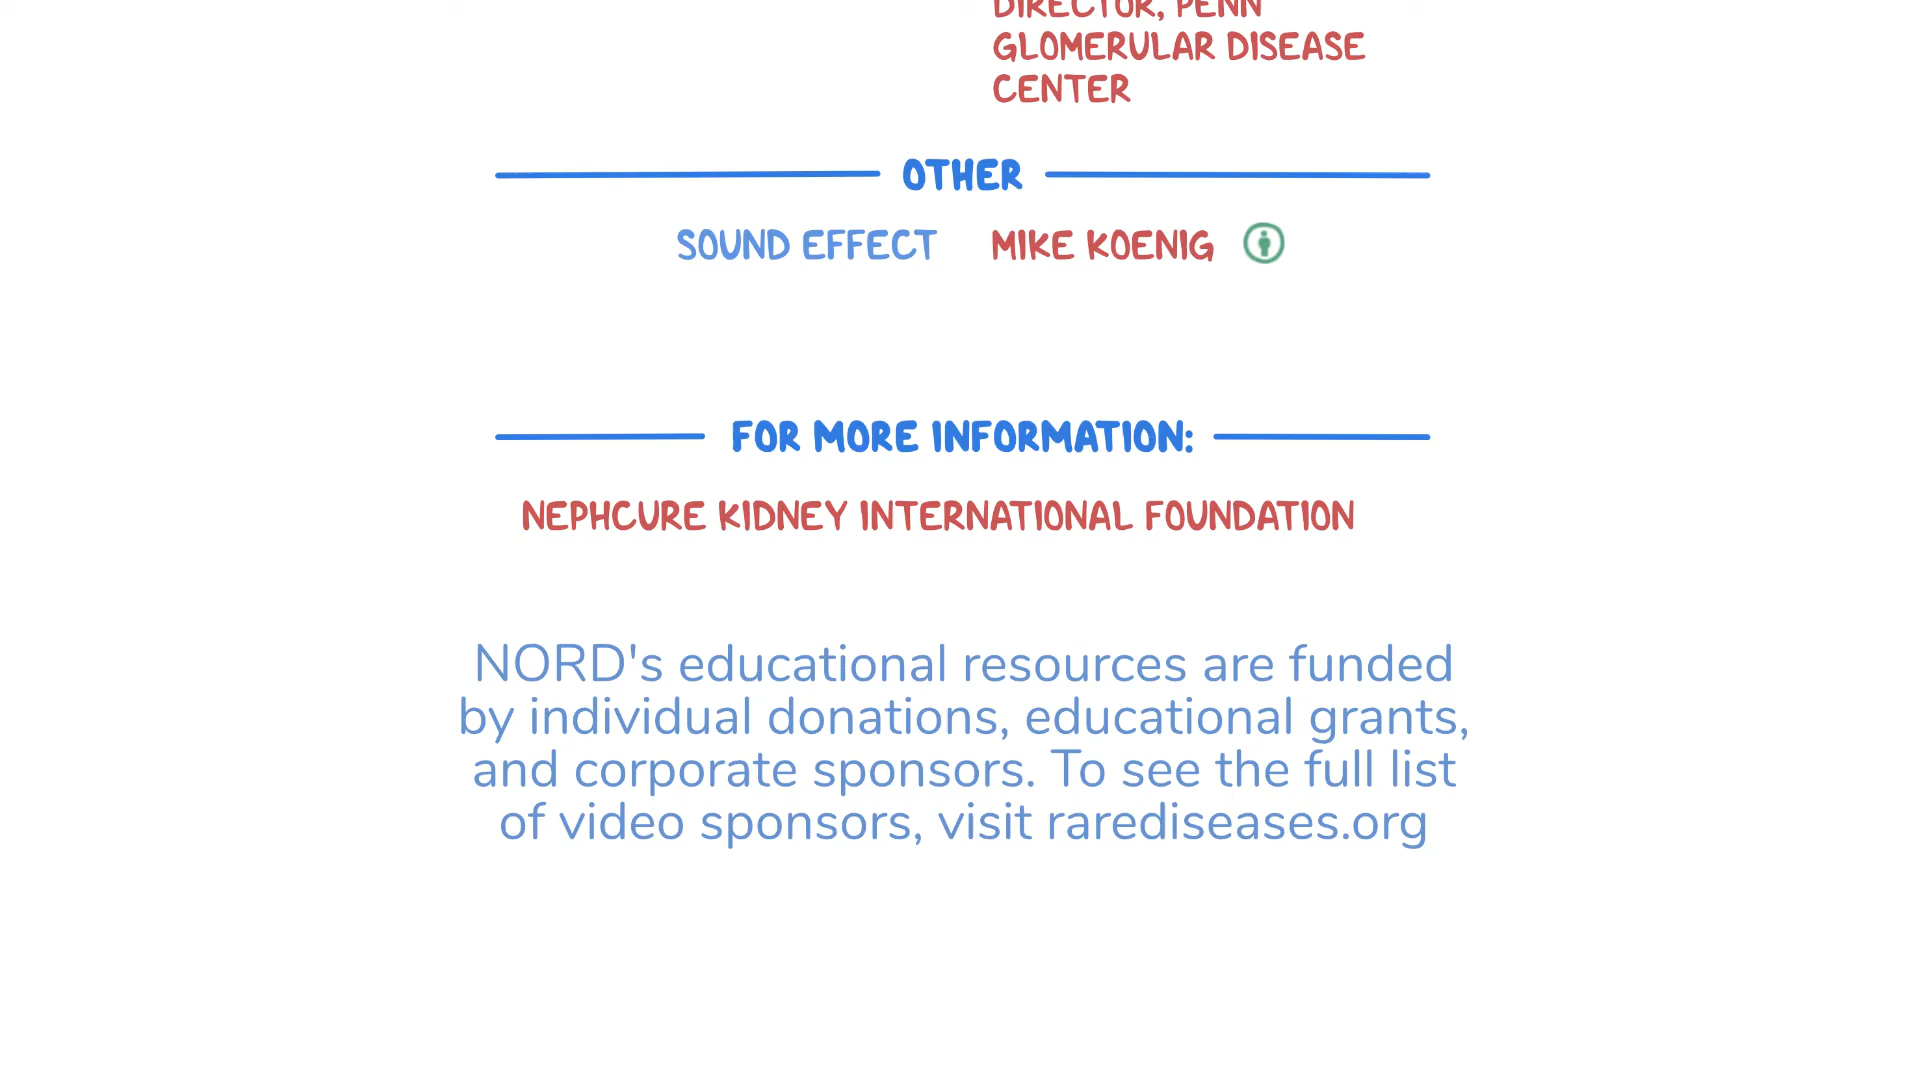 DIRECTOR, PENN
GLOMERULAR DISEASE
CENTER
OTHER
SOUND EFFECT MIKE KOENIG
FOR MORE INFORMATION:
NEPHCURE KIDNEY INTERNATIONAL FOUNDATION
NORD's educational resources are funded
by individual donations, educational grants,
and corporate sponsors. To see the full list
of video sponsors, visit rarediseases.org